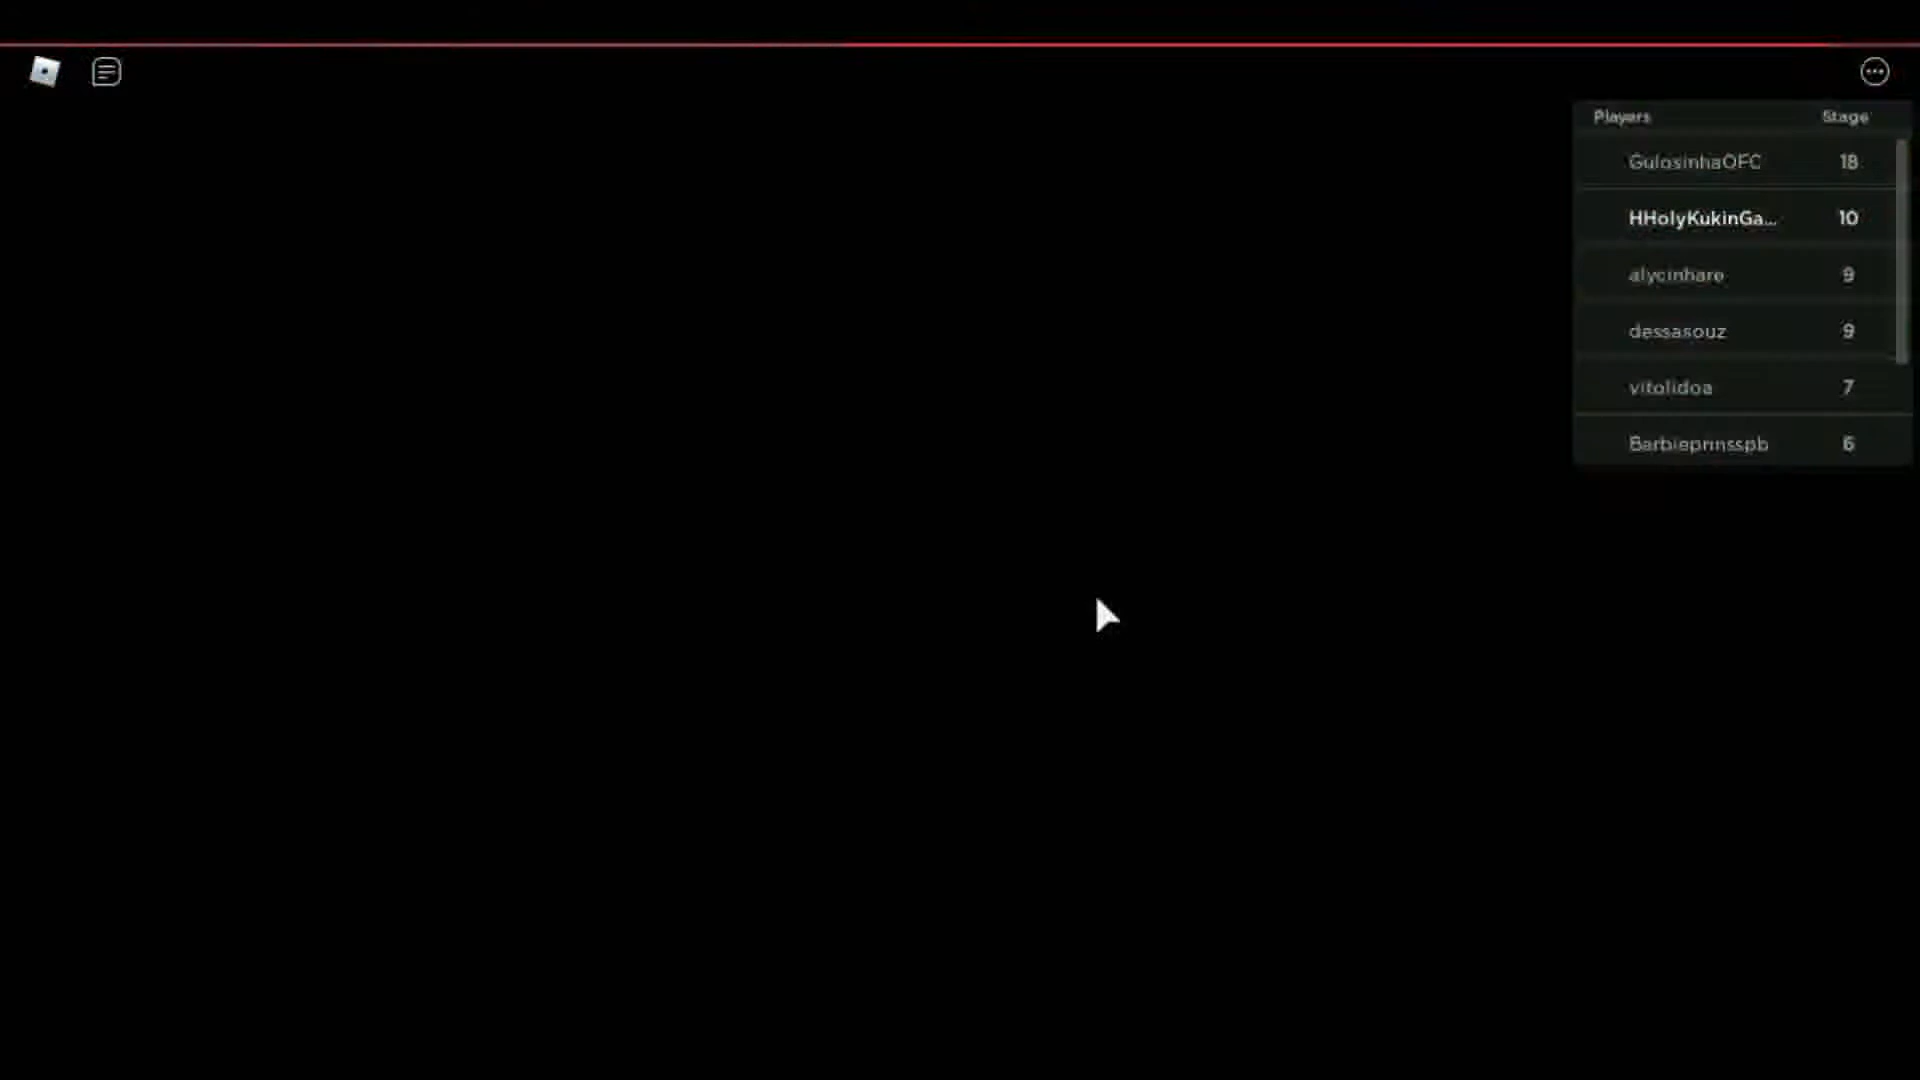 Players Stage
GulosinhaOFC 18
HHolyKukinGa... 10
alycinhare 9
dessasouz 9
vitolidoa 7
Barbieprinsspb 6